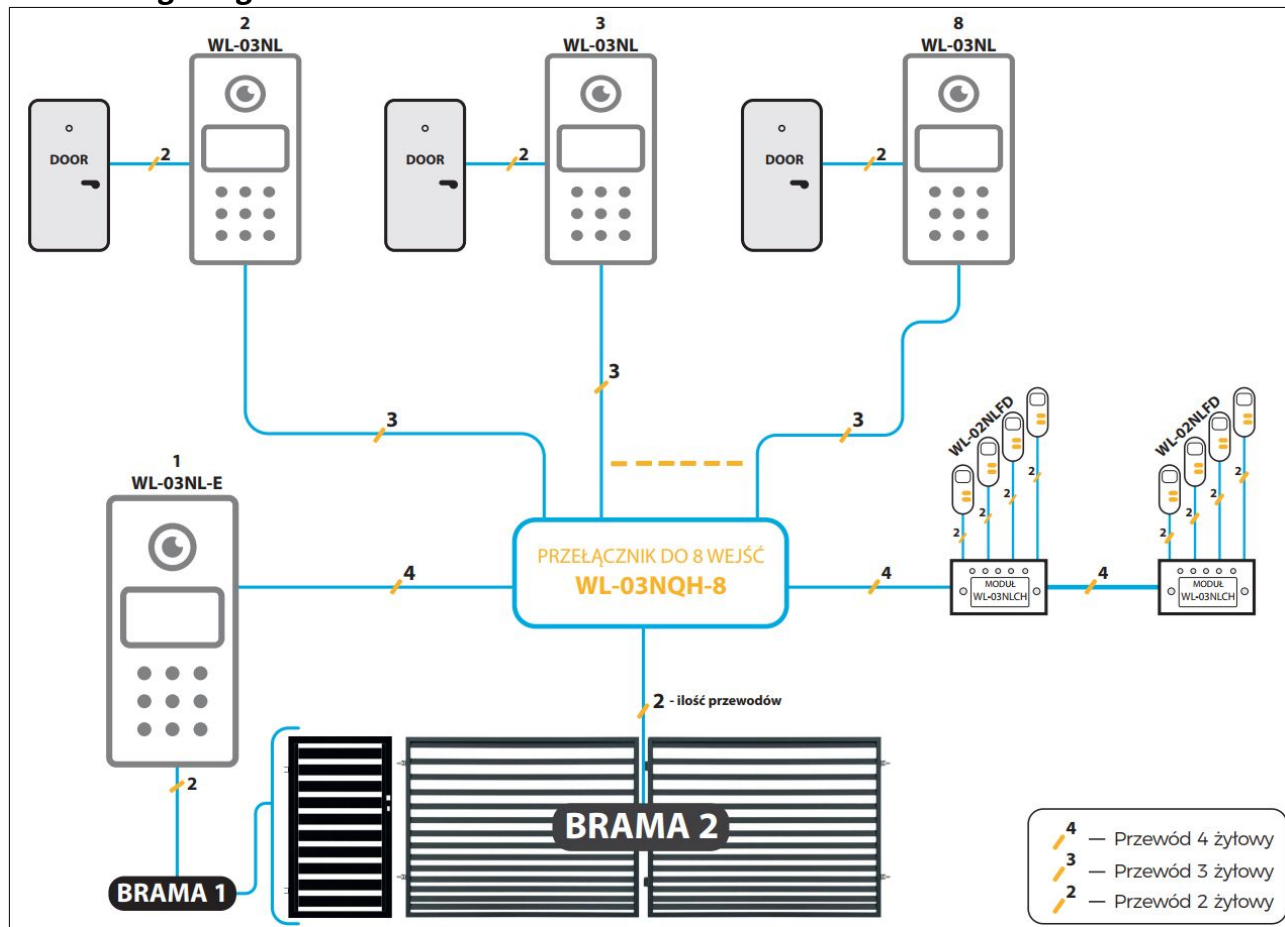 2
WL-03NL
3
WL-03NL
8
WL-03NL
DOOR
2
DOOR
2
DOOR
2
3
3
3
1
WL-03NL-E
4
PRZEŁĄCZNIK DO 8 WEJŚĆ
WL-03NQH-8
4
WL-02NLFD
2
2
2
2
MODUŁ
WL-03NLCH
4
WL-02NLFD
2
2
2
2
MODUŁ
WL-03NLCH
2 - ilość przewodów
2
BRAMA 1
BRAMA 2
4 — Przewód 4 żyłowy
3 — Przewód 3 żyłowy
2 — Przewód 2 żyłowy